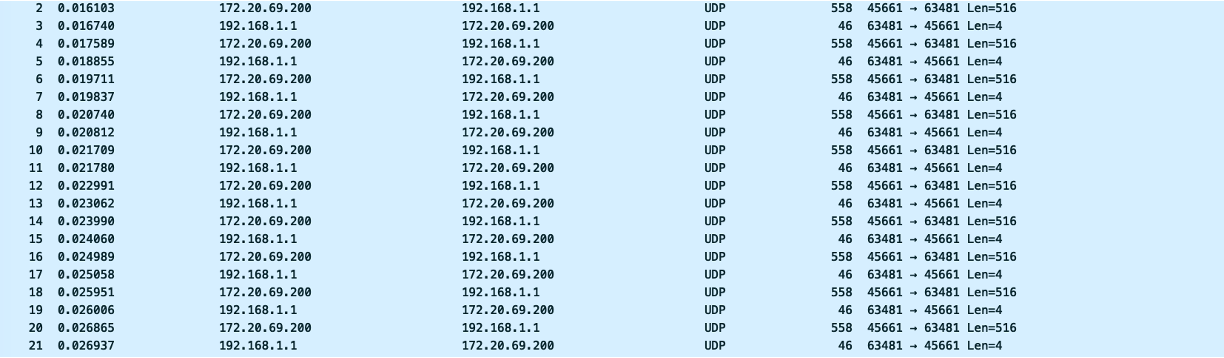 2 0.016103 172.20.69.200 192.168.1.1 UDP 558 45661 → 63481 Len=516
3 0.016740 192.168.1.1 172.20.69.200 UDP 46 63481 → 45661 Len=4
4 0.017589 172.20.69.200 192.168.1.1 UDP 558 45661 → 63481 Len=516
5 0.018855 192.168.1.1 172.20.69.200 UDP 46 63481 → 45661 Len=4
6 0.019711 172.20.69.200 192.168.1.1 UDP 558 45661 → 63481 Len=516
7 0.019837 192.168.1.1 172.20.69.200 UDP 46 63481 → 45661 Len=4
8 0.020740 172.20.69.200 192.168.1.1 UDP 558 45661 → 63481 Len=516
9 0.020812 192.168.1.1 172.20.69.200 UDP 46 63481 → 45661 Len=4
10 0.021709 172.20.69.200 192.168.1.1 UDP 558 45661 → 63481 Len=516
11 0.021780 192.168.1.1 172.20.69.200 UDP 46 63481 → 45661 Len=4
12 0.022991 172.20.69.200 192.168.1.1 UDP 558 45661 → 63481 Len=516
13 0.023062 192.168.1.1 172.20.69.200 UDP 46 63481 → 45661 Len=4
14 0.023990 172.20.69.200 192.168.1.1 UDP 558 45661 → 63481 Len=516
15 0.024060 192.168.1.1 172.20.69.200 UDP 46 63481 → 45661 Len=4
16 0.024989 172.20.69.200 192.168.1.1 UDP 558 45661 → 63481 Len=516
17 0.025058 192.168.1.1 172.20.69.200 UDP 46 63481 → 45661 Len=4
18 0.025951 172.20.69.200 192.168.1.1 UDP 558 45661 → 63481 Len=516
19 0.026006 192.168.1.1 172.20.69.200 UDP 46 63481 → 45661 Len=4
20 0.026865 172.20.69.200 192.168.1.1 UDP 558 45661 → 63481 Len=516
21 0.026937 192.168.1.1 172.20.69.200 UDP 46 63481 → 45661 Len=4